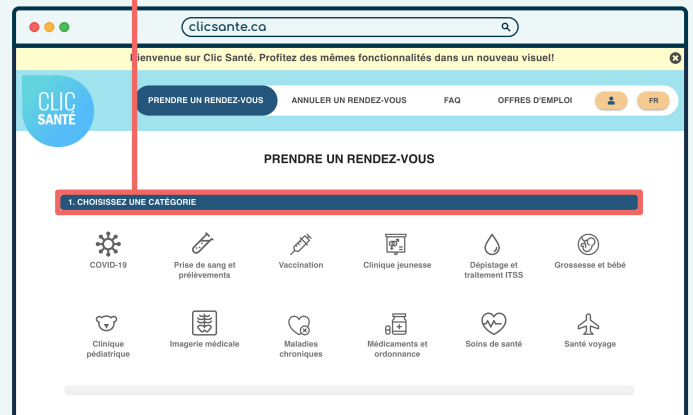 clicsante.ca
ienvenue sur Clic Santé. Profitez des mêmes fonctionnalités dans un nouveau visuel!
CLIC
SANTÉ
PRENDRE UN RENDEZ-VOUS
ANNULER UN RENDEZ-VOUS
FAQ
OFFRES D'EMPLOI
FR
PRENDRE UN RENDEZ-VOUS
1. CHOISISSEZ UNE CATÉGORIE
COVID-19
Prise de sang et
prélèvements
Vaccination
Clinique jeunesse
Dépistage et
traitement ITSS
Grossesse et bébé
Clinique
pédiatrique
Imagerie médicale
Maladies
chroniques
Médicaments et
ordonnance
Soins de santé
Santé voyage